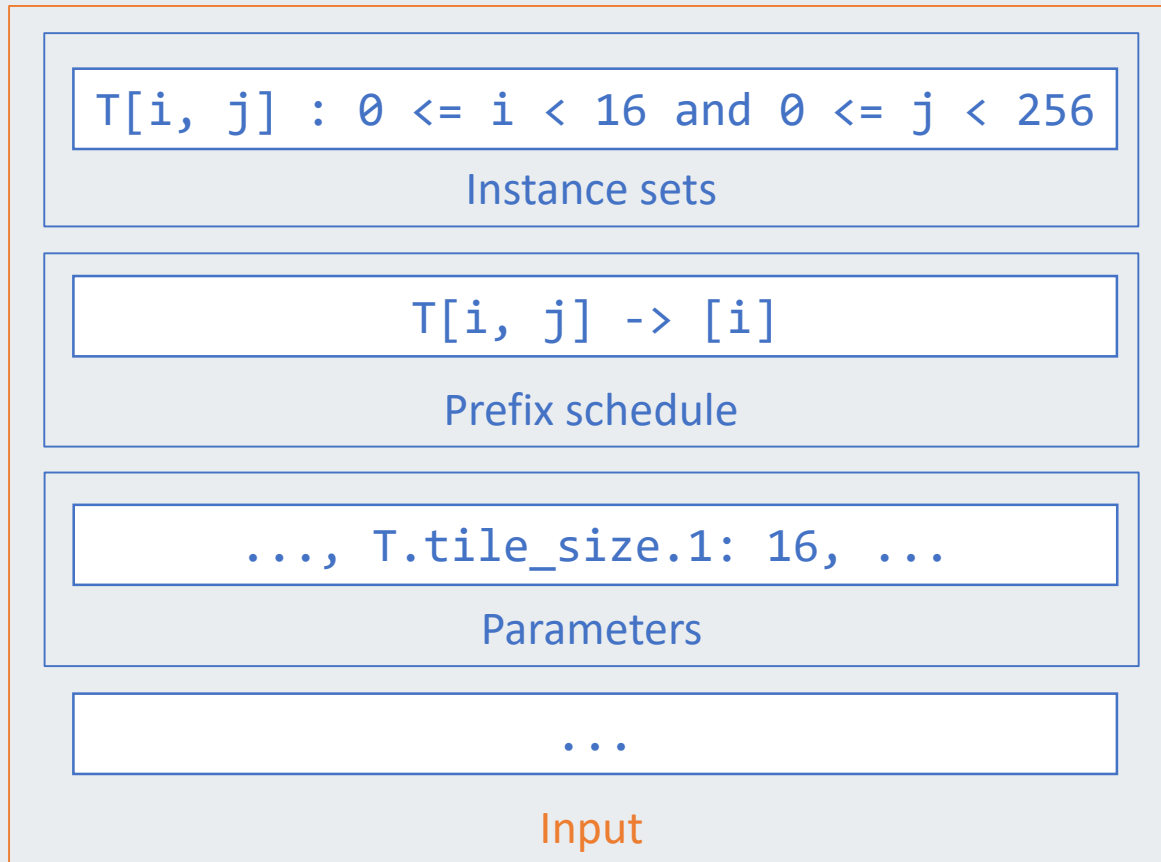 T[i, j] : 0 <= i < 16 and 0 <= j < 256
Instance sets
T[i, j] -> [i]
Prefix schedule
..., T.tile_size.1: 16, ...
Parameters
...
Input